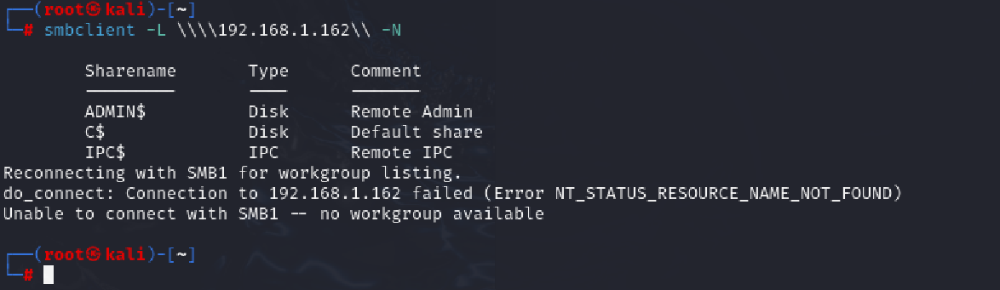 ┌──(root㉿kali)-[~]
└─# smbclient -L \\\\192.168.1.162\\ -N
Sharename Type Comment
--------- ---- -------
ADMIN$ Disk Remote Admin
C$ Disk Default share
IPC$ IPC Remote IPC
Reconnecting with SMB1 for workgroup listing.
do_connect: Connection to 192.168.1.162 failed (Error NT_STATUS_RESOURCE_NAME_NOT_FOUND)
Unable to connect with SMB1 -- no workgroup available
┌──(root㉿kali)-[~]
└─#